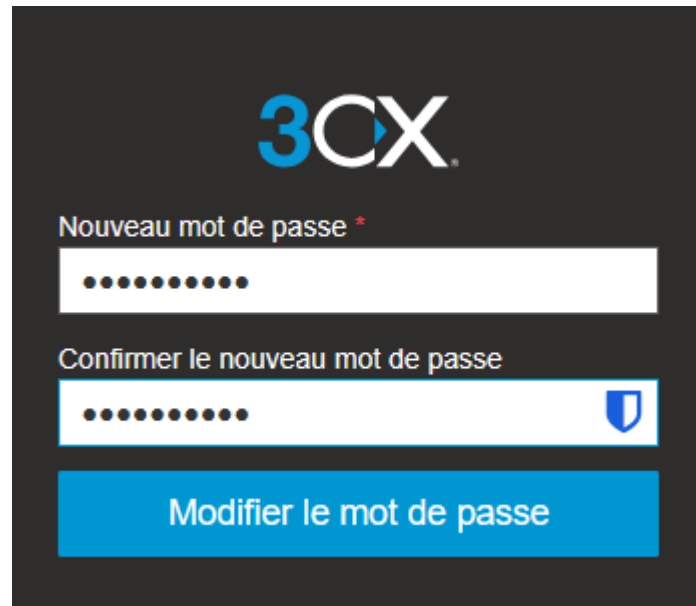 3CX
Nouveau mot de passe *
••••••••••
Confirmer le nouveau mot de passe
••••••••••
Modifier le mot de passe